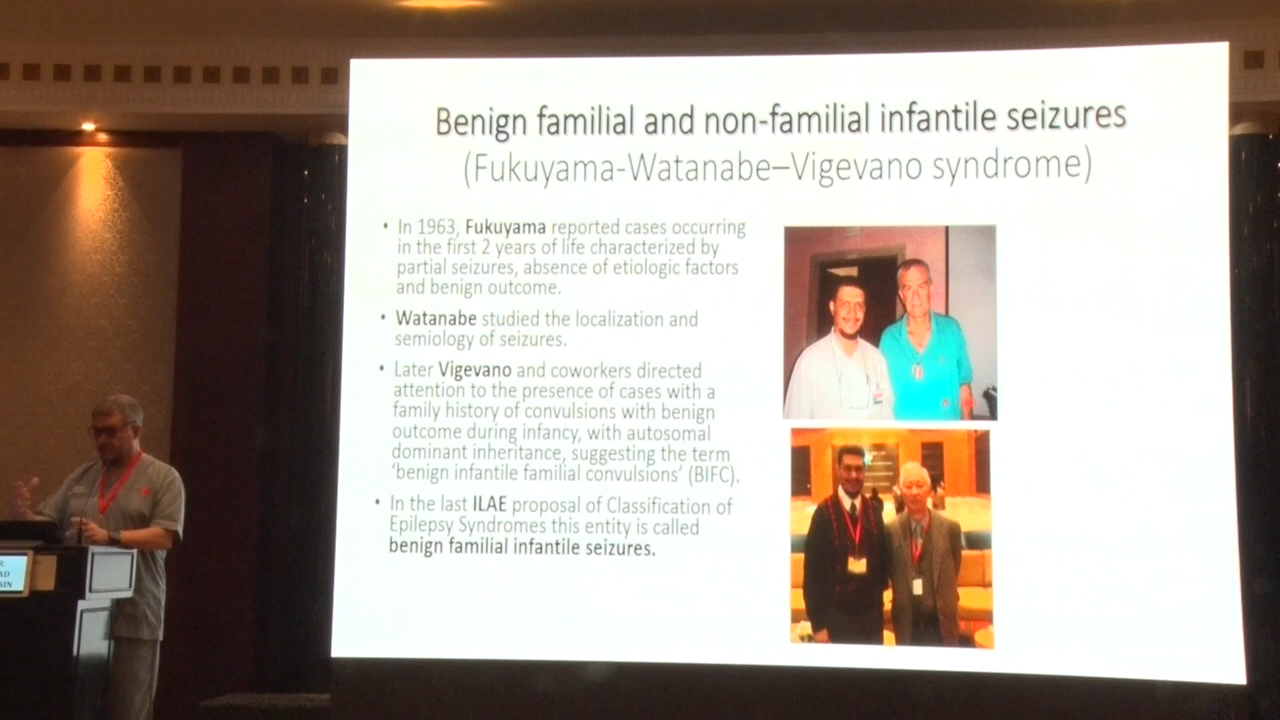 Benign familial and non-familial infantile seizures
(Fukuyama-Watanabe–Vigevano syndrome)
• In 1963, Fukuyama reported cases occurring
in the first 2 years of life characterized by
partial seizures, absence of etiologic factors
and benign outcome.
• Watanabe studied the localization and
semiology of seizures.
• Later Vigevano and coworkers directed
attention to the presence of cases with a
family history of convulsions with benign
outcome during infancy, with autosomal
dominant inheritance, suggesting the term
‘benign infantile familial convulsions’ (BIFC).
• In the last ILAE proposal of Classification of
Epilepsy Syndromes this entity is called
benign familial infantile seizures.